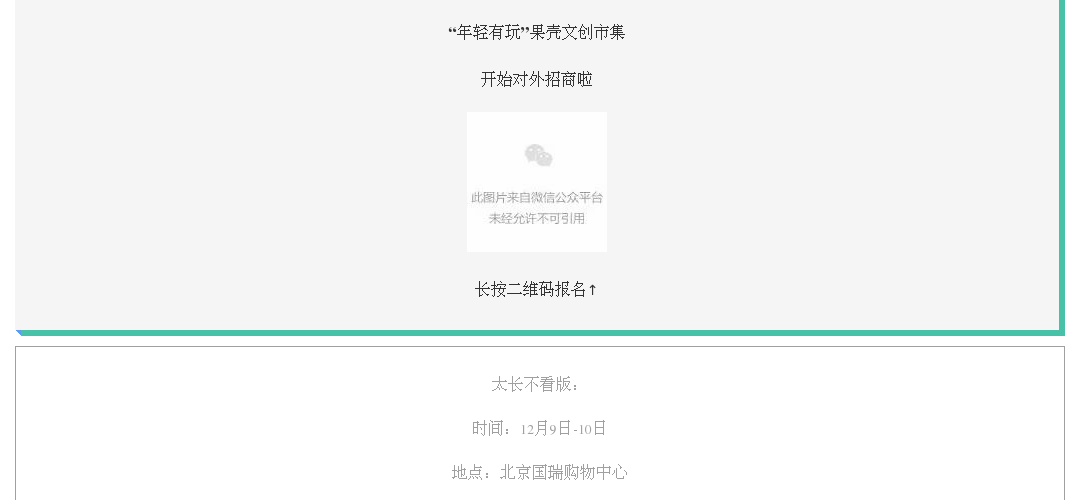 “年轻有玩”果壳文创市集
开始对外招商啦
此图片来自微信公众平台
未经允许不可引用
长按二维码报名↑
太长不看版：
时间：12月9日-10日
地点：北京国瑞购物中心